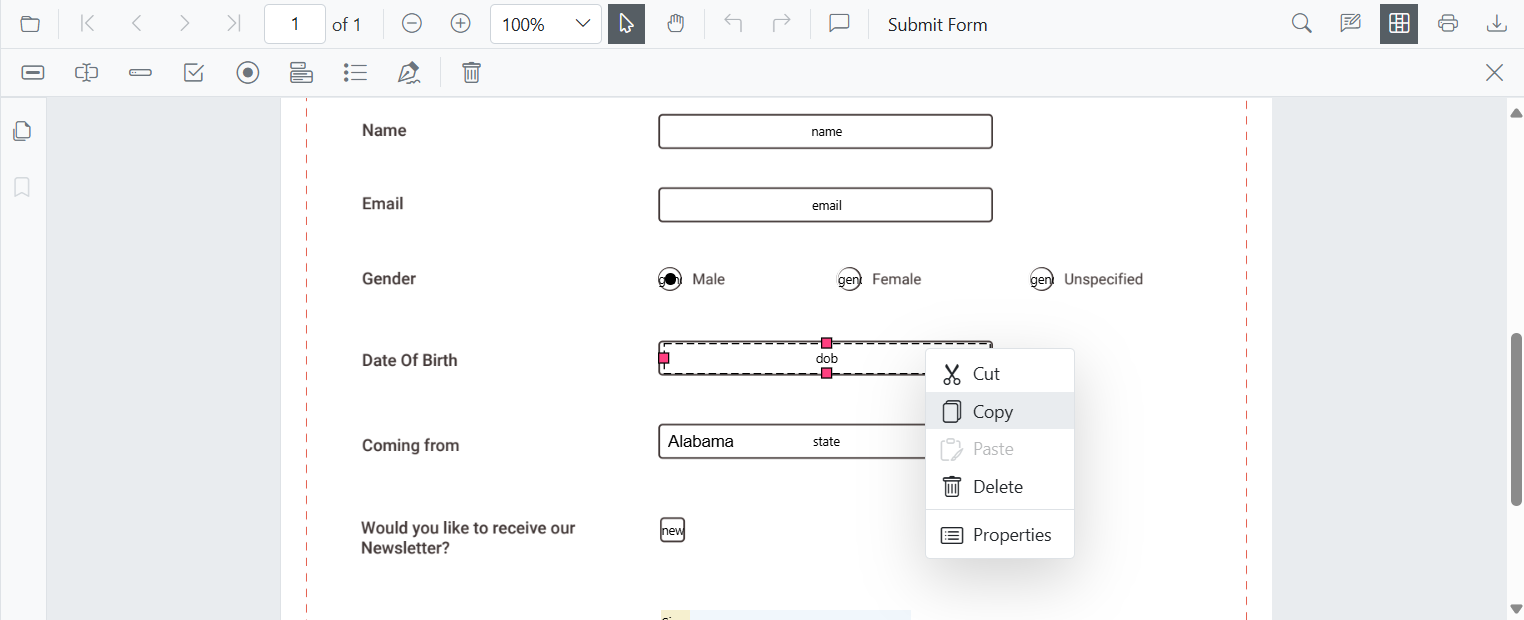 1 of 1 100% Submit Form
Name name
Email email
Gender Male gen Female gen Unspecified
Date Of Birth dob
Cut
Copy
Coming from Alabama state
Paste
Delete
Would you like to receive our new
Newsletter?
Properties